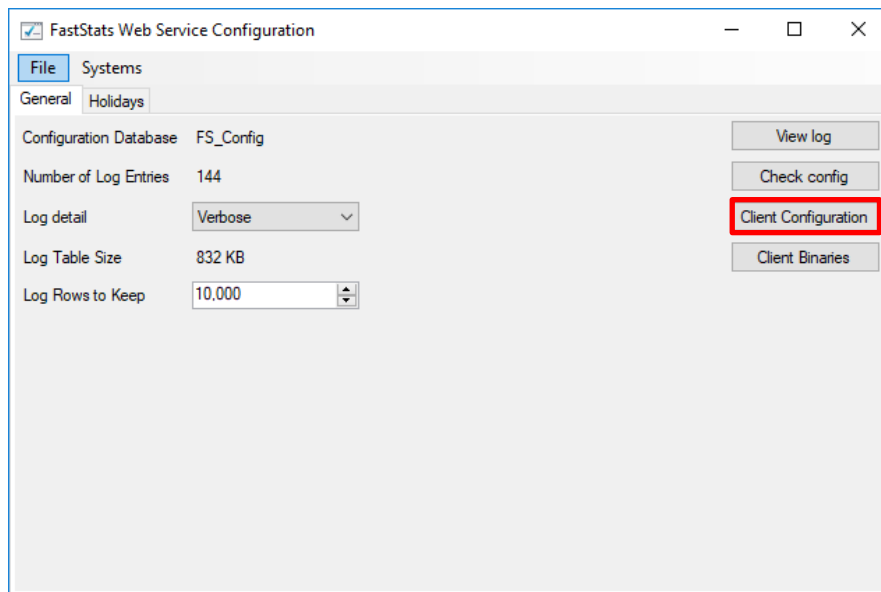 FastStats Web Service Configuration
File Systems
General Holidays
Configuration Database FS_Config View log
Number of Log Entries 144 Check config
Log detail Verbose Client Configuration
Log Table Size 832 KB Client Binaries
Log Rows to Keep 10,000